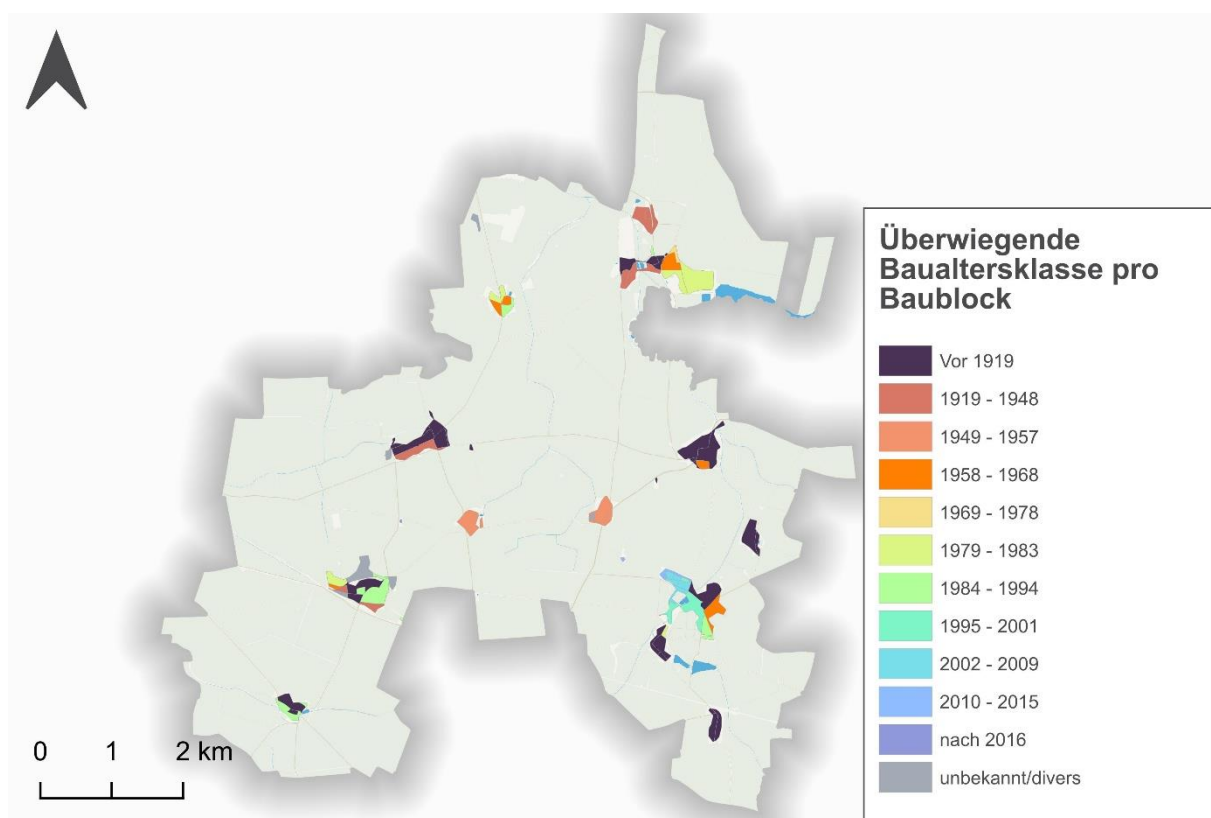 Überwiegende
Baualtersklasse pro
Baublock
Vor 1919
1919 - 1948
1949 - 1957
1958 - 1968
1969 - 1978
1979 - 1983
1984 - 1994
1995 - 2001
2002 - 2009
2010 - 2015
nach 2016
unbekannt/divers
0 1 2 km